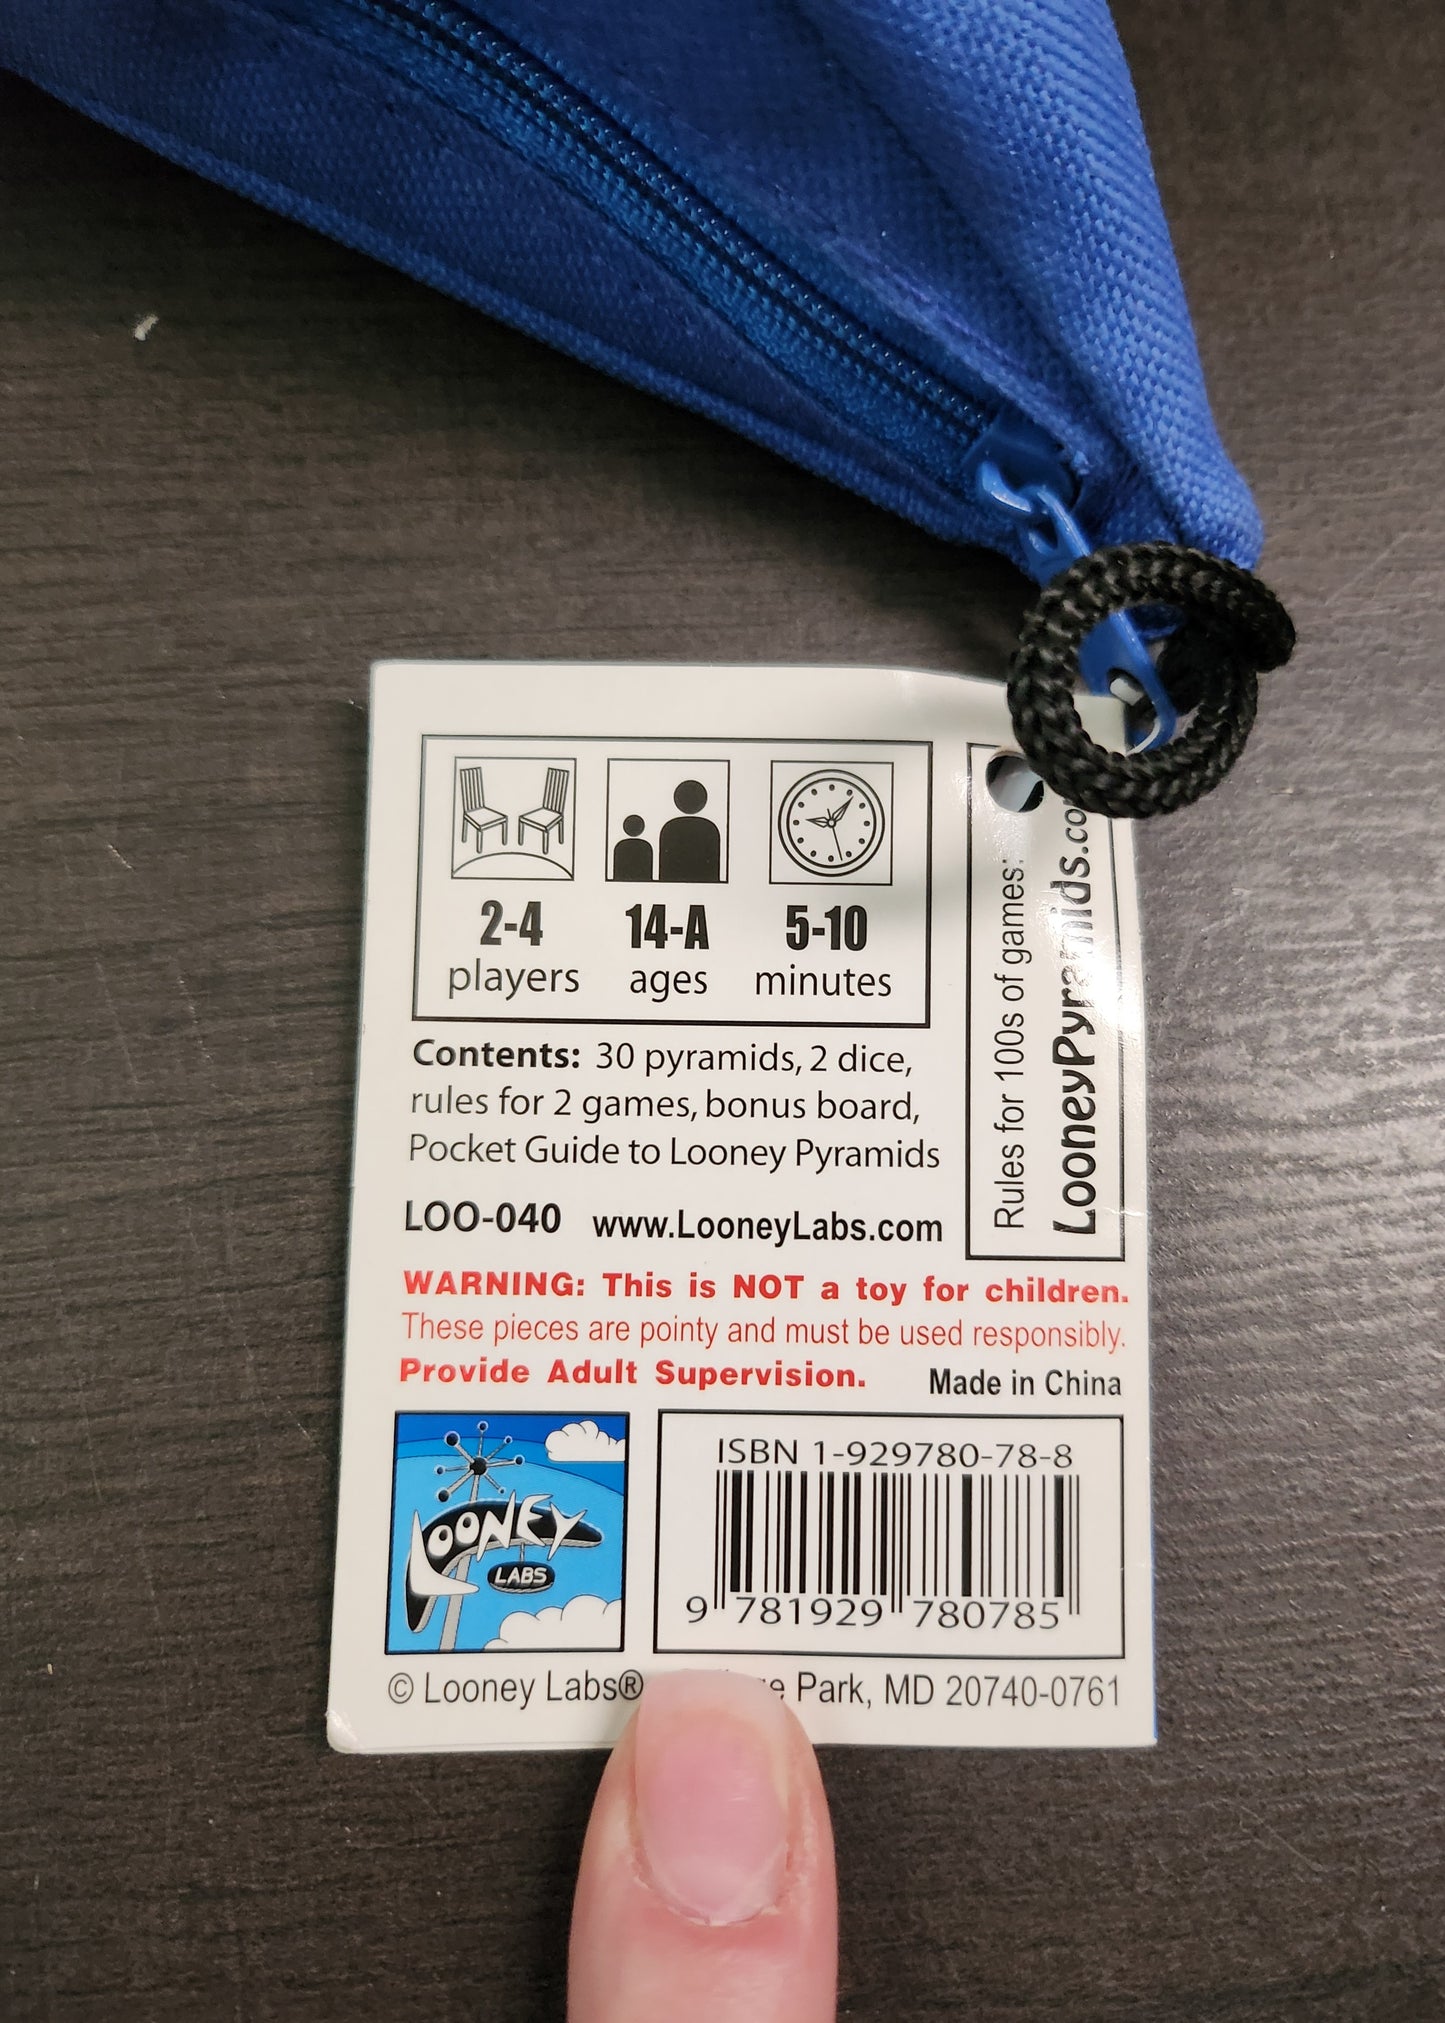 2-4
players
14-A
ages
5-10
minutes
Rules for 100s of games:
LooneyPyramids.co
Contents: 30 pyramids, 2 dice,
rules for 2 games, bonus board,
Pocket Guide to Looney Pyramids
LOO-040 www.LooneyLabs.com
WARNING: This is NOT a toy for children.
These pieces are pointy and must be used responsibly.
Provide Adult Supervision. Made in China
LOONEY
LABS
ISBN 1-929780-78-8
9 781929 780785
© Looney Labs® Park, MD 20740-0761